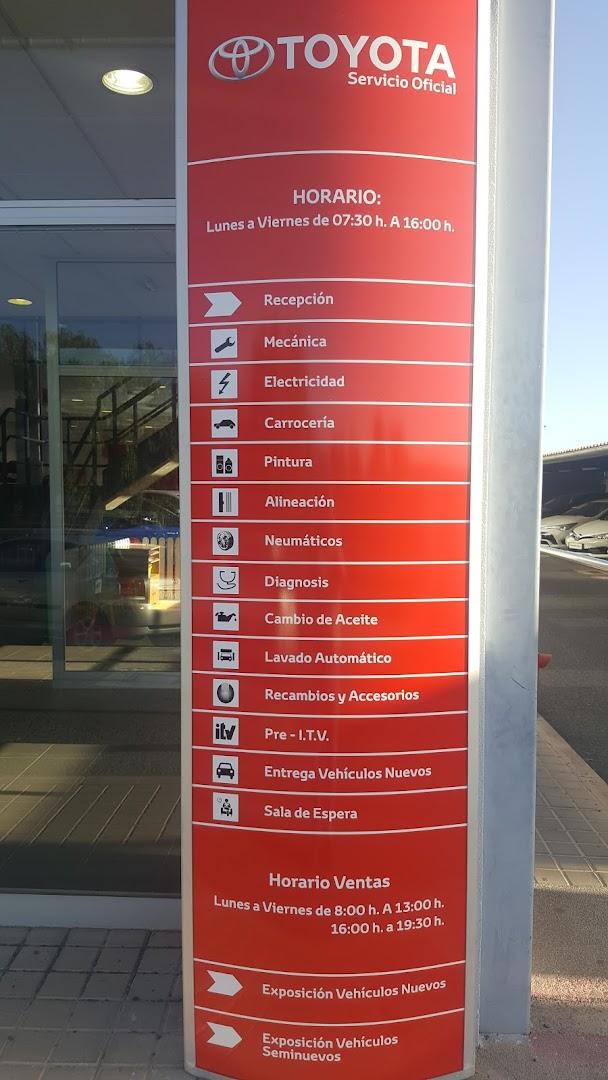 TOYOTA
Servicio Oficial
HORARIO:
Lunes a Viernes de 07:30 h. A 16:00 h.
Recepción
Mecánica
Electricidad
Carrocería
Pintura
Alineación
Neumáticos
Diagnosis
Cambio de Aceite
Lavado Automático
Recambios y Accesorios
itv Pre - I.T.V.
Entrega Vehículos Nuevos
Sala de Espera
Horario Ventas
Lunes a Viernes de 8:00 h. A 13:00 h.
16:00 h. a 19:30 h.
Exposición Vehículos Nuevos
Exposición Vehículos
Seminuevos